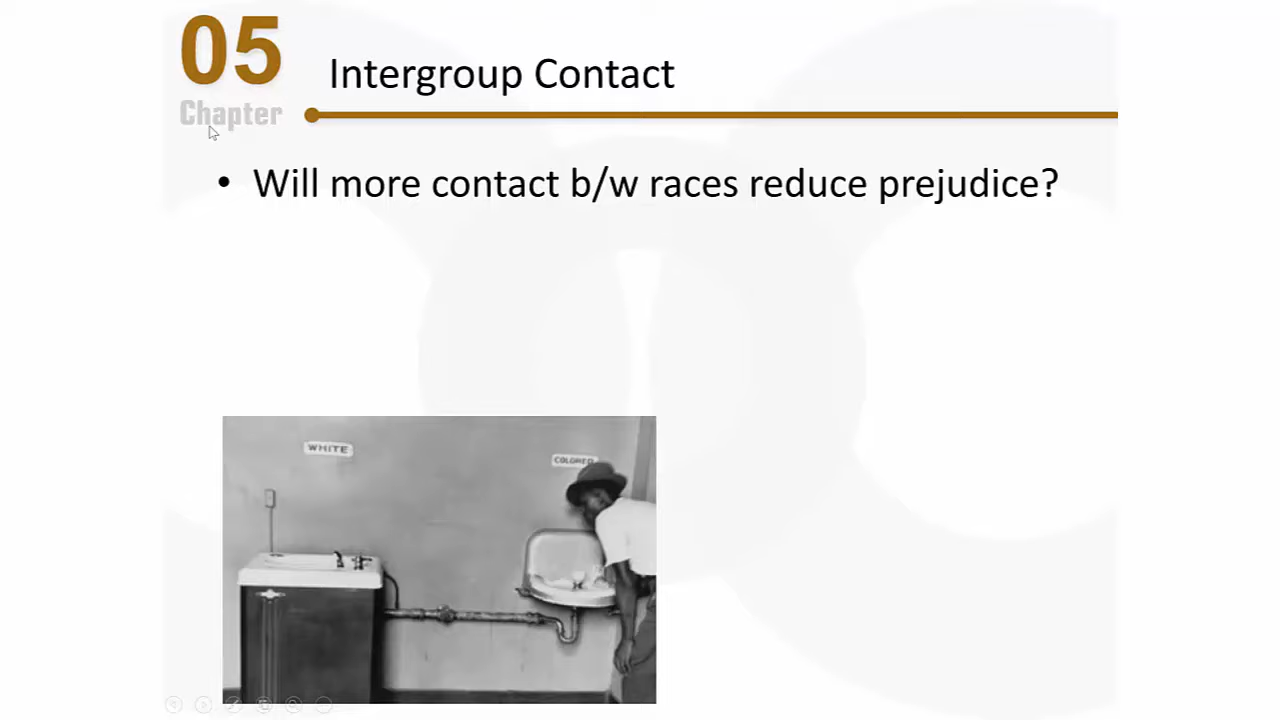 05
Chapter
Intergroup Contact
• Will more contact b/w races reduce prejudice?
WHITE
COLORED